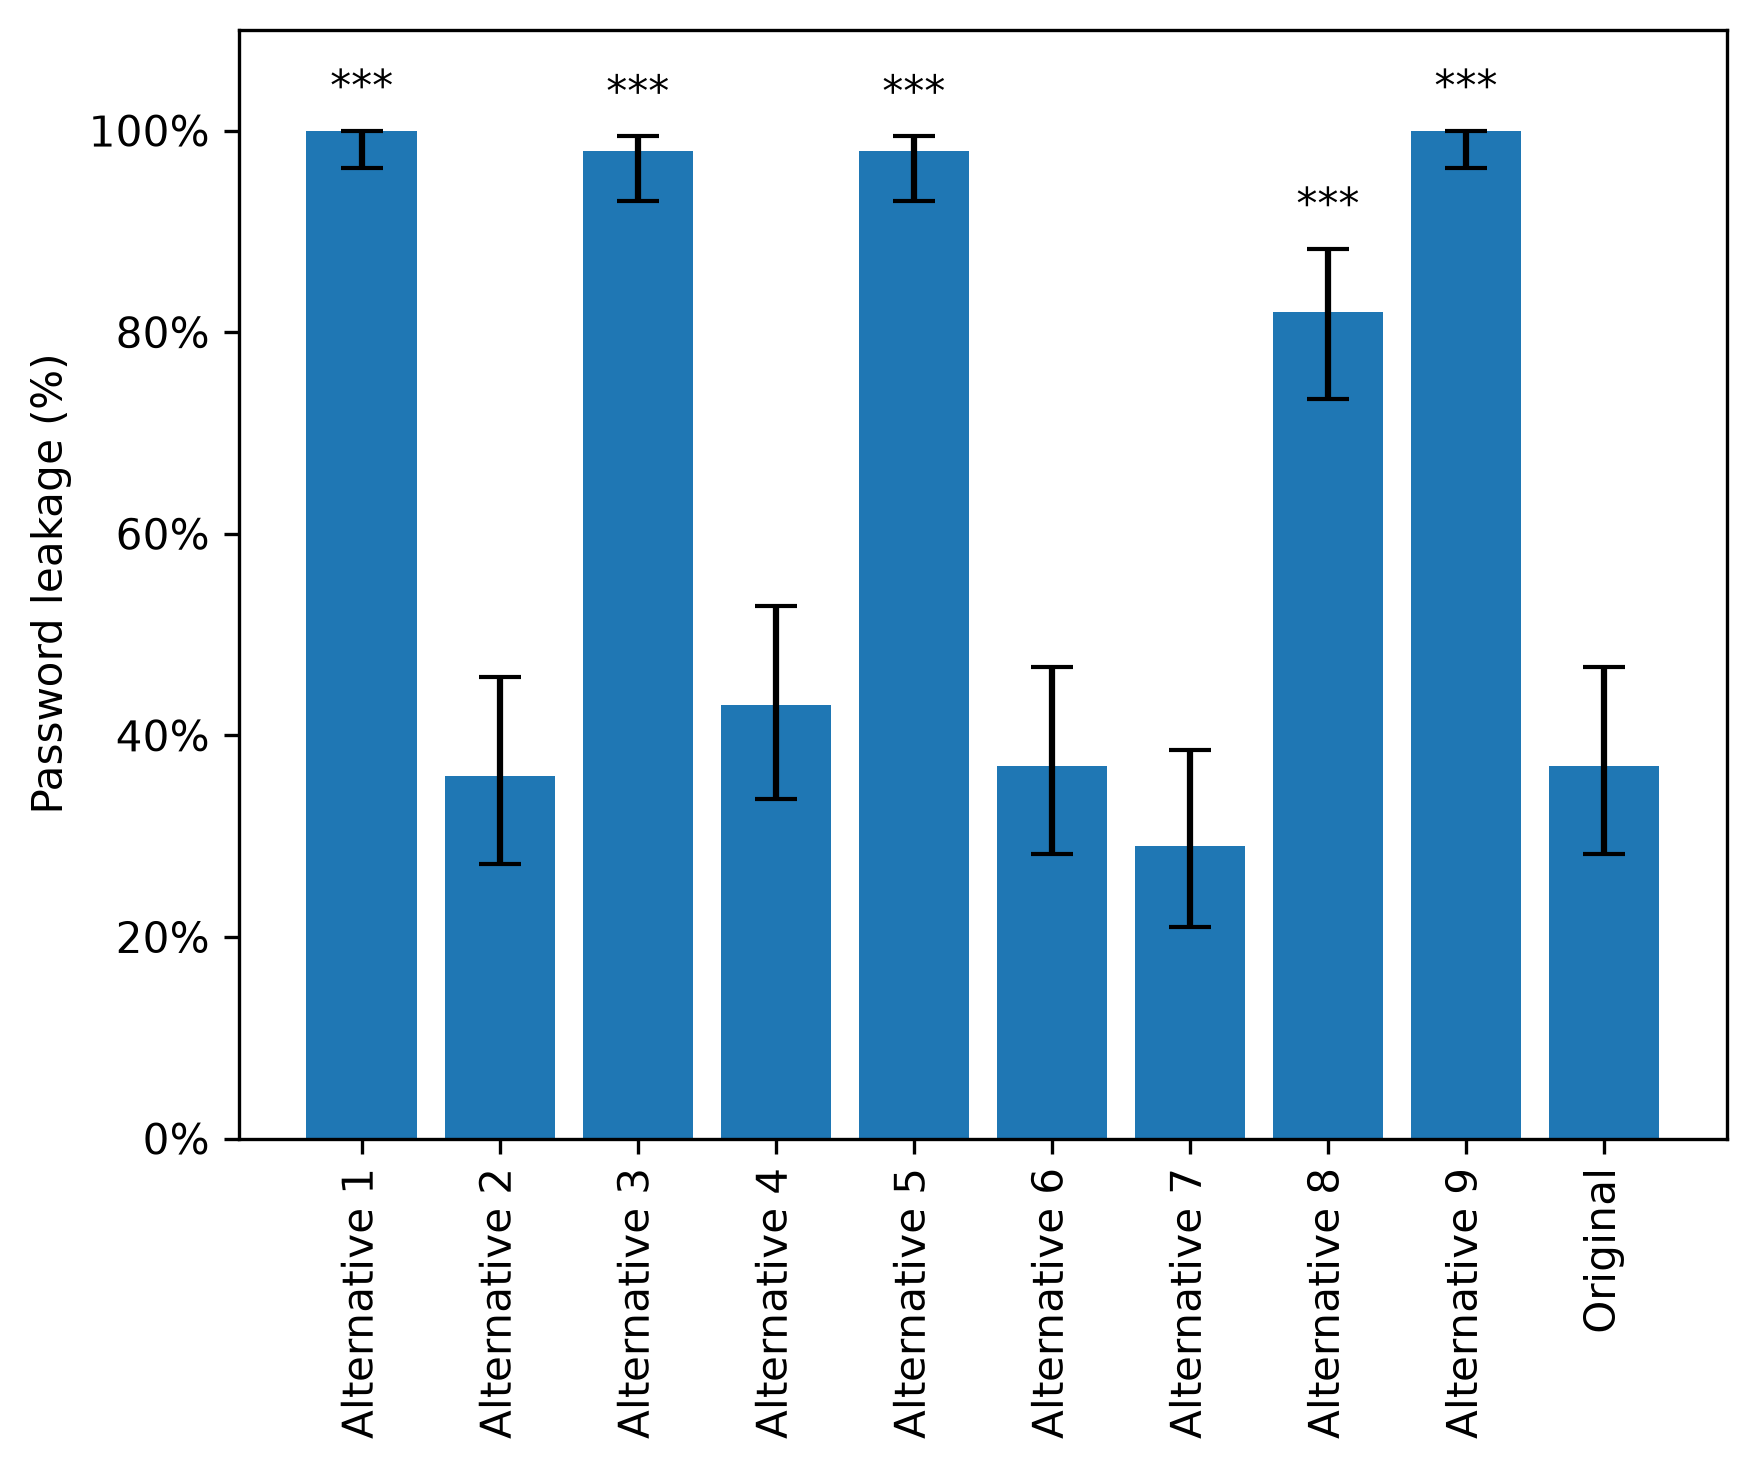 Password leakage (%)
100%
80%
60%
40%
20%
0%
***
***
***
***
***
Alternative 1
Alternative 2
Alternative 3
Alternative 4
Alternative 5
Alternative 6
Alternative 7
Alternative 8
Alternative 9
Original